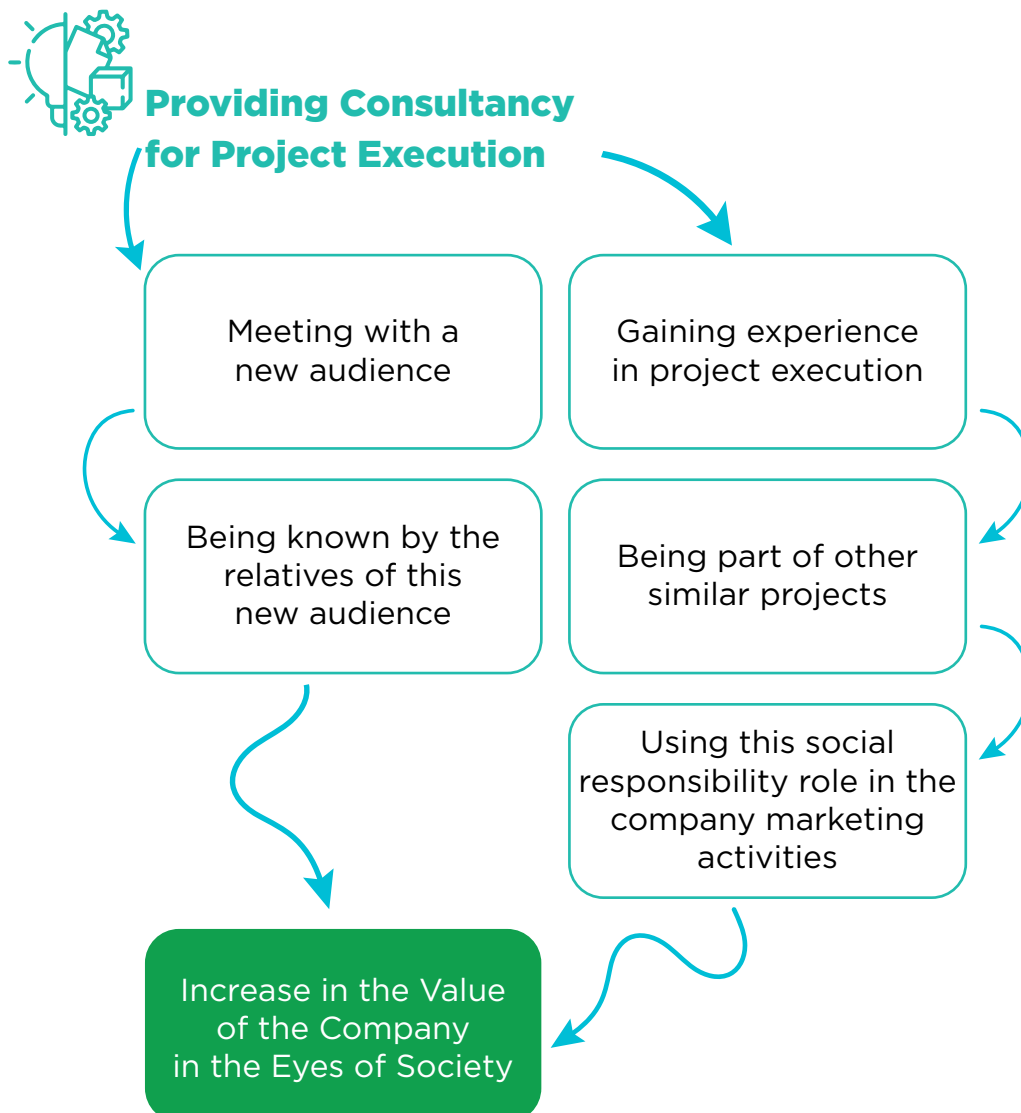 Providing Consultancy
for Project Execution
Meeting with a
new audience
Gaining experience
in project execution
Being known by the
relatives of this
new audience
Being part of other
similar projects
Using this social
responsibility role in the
company marketing
activities
Increase in the Value
of the Company
in the Eyes of Society